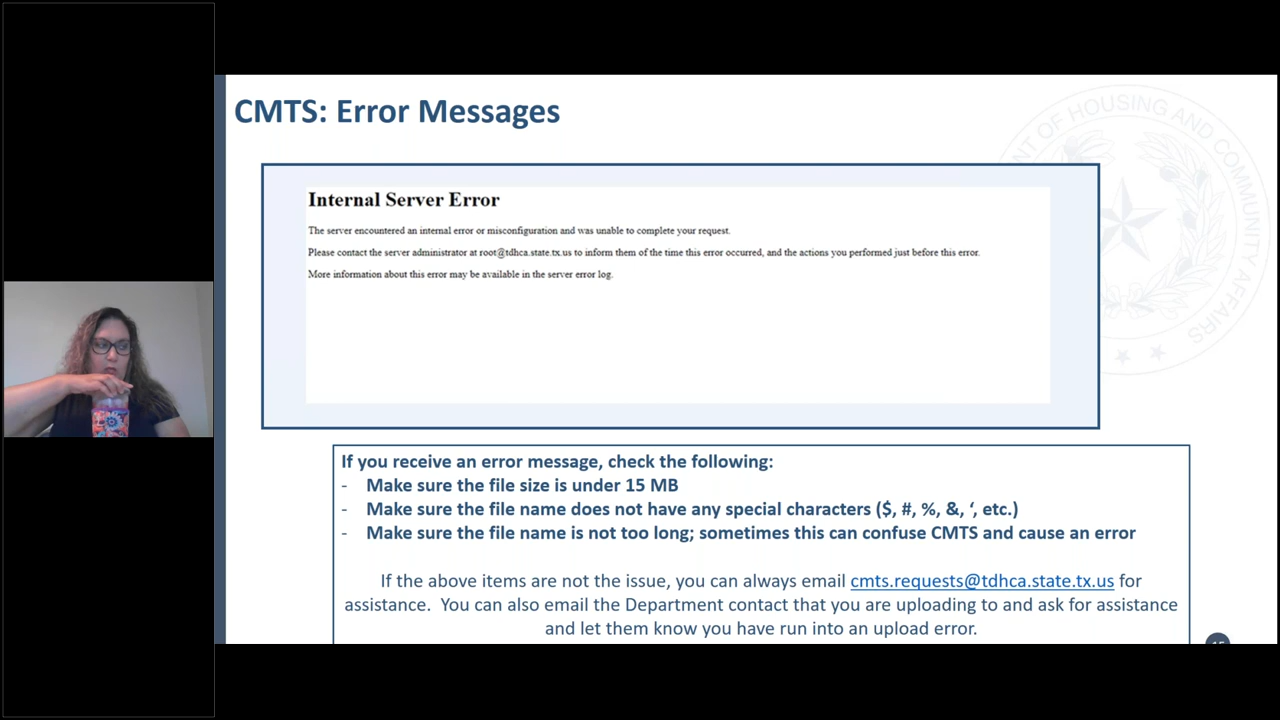 CMTS: Error Messages
Internal Server Error
The server encountered an internal error or misconfiguration and was unable to complete your request.
Please contact the server administrator at root@tdhca.state.tx.us to inform them of the time this error occurred, and the actions you performed just before this error.
More information about this error may be available in the server error log.
If you receive an error message, check the following:
- Make sure the file size is under 15 MB
- Make sure the file name does not have any special characters ($, #, %, &, ‘, etc.)
- Make sure the file name is not too long; sometimes this can confuse CMTS and cause an error
If the above items are not the issue, you can always email cmts.requests@tdhca.state.tx.us for
assistance. You can also email the Department contact that you are uploading to and ask for assistance
and let them know you have run into an upload error.
OF HOUSING AND COMMUNITY AFFAIRS